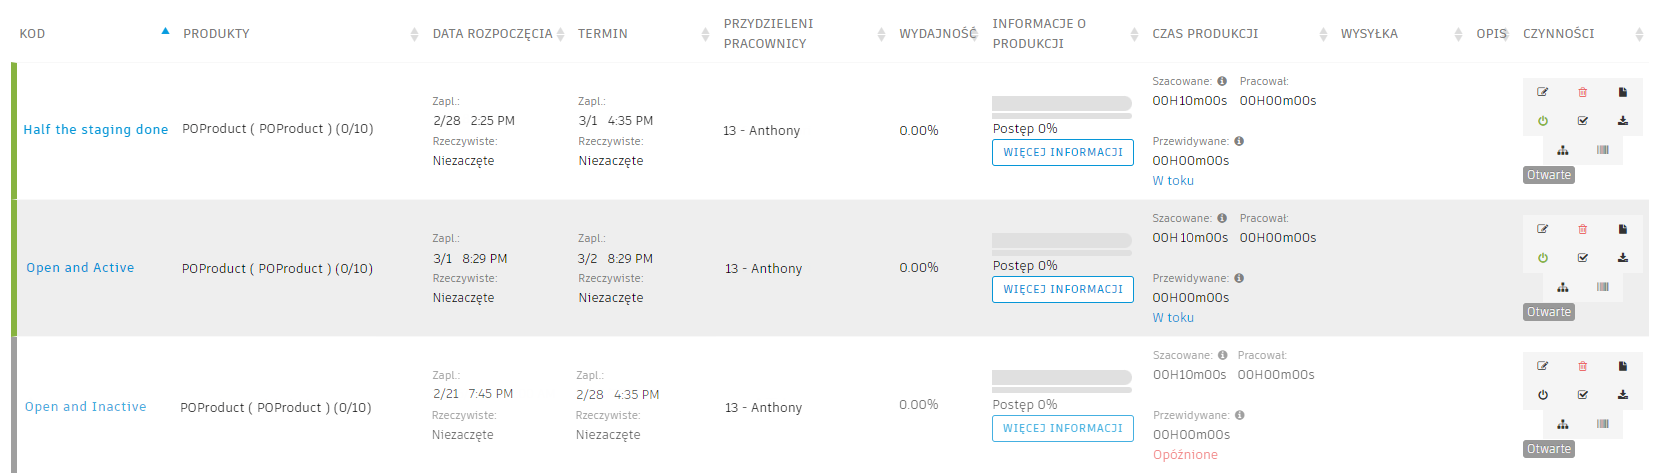 KOD PRODUKTY DATA ROZPOCZĘCIA TERMIN PRZYDZIELENI PRACOWNICY WYDAJNOŚĆ INFORMACJE O PRODUKCJI CZAS PRODUKCJI WYSYŁKA OPIS CZYNNOŚCI
Half the staging done
POProduct ( POProduct ) (0/10)
Zapl.:
2/28 2:25 PM
Rzeczywiste:
Niezaczęte
Zapl.:
3/1 4:35 PM
Rzeczywiste:
Niezaczęte
13 - Anthony
0.00%
Postęp 0%
WIĘCEJ INFORMACJI
Szacowane: Pracował:
00H10m00s 00H00m00s
Przewidywane:
00H00m00s
W toku
Otwarte
Open and Active
POProduct ( POProduct ) (0/10)
Zapl.:
3/1 8:29 PM
Rzeczywiste:
Niezaczęte
Zapl.:
3/2 8:29 PM
Rzeczywiste:
Niezaczęte
13 - Anthony
0.00%
Postęp 0%
WIĘCEJ INFORMACJI
Szacowane: Pracował:
00H10m00s 00H00m00s
Przewidywane:
00H00m00s
W toku
Otwarte
Open and Inactive
POProduct ( POProduct ) (0/10)
Zapl.:
2/21 7:45 PM
Rzeczywiste:
Niezaczęte
Zapl.:
2/28 4:35 PM
Rzeczywiste:
Niezaczęte
13 - Anthony
0.00%
Postęp 0%
WIĘCEJ INFORMACJI
Szacowane: Pracował:
00H10m00s 00H00m00s
Przewidywane:
00H00m00s
Opóźnione
Otwarte